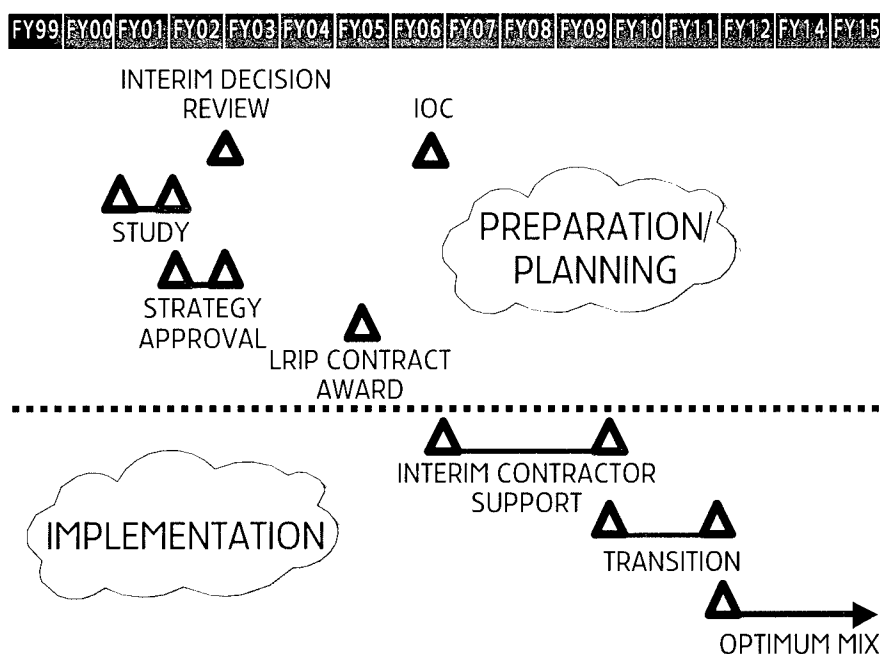 FY99 FY00 FY01 FY02 FY03 FY04 FY05 FY06 FY07 FY08 FY09 FY10 FY11 FY12 FY14 FY15
INTERIM DECISION
REVIEW
IOC
STUDY
PREPARATION/
PLANNING
STRATEGY
APPROVAL
LRIP CONTRACT
AWARD
INTERIM CONTRACTOR
SUPPORT
IMPLEMENTATION
TRANSITION
OPTIMUM MIX